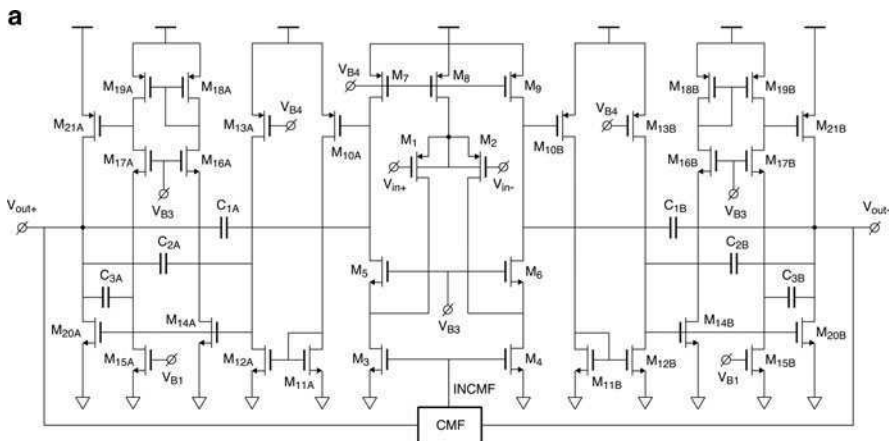 a
M19A M18A VB4 M7 M8 M9 VB4 M18B M19B
M21A M13A VB4 M10A M1 M2 M10B VB4 M13B M21B
M17A M16A M16B M17B
Vin+ Vin-
VB3 VB3
Vout+ C1A C1B Vout-
C2A C2B
C3A M5 M6 C3B
VB3
M20A M14A M14B M20B
M15A M12A M11A M3 M4 M11B M12B M15B
VB1 INCMF VB1
CMF